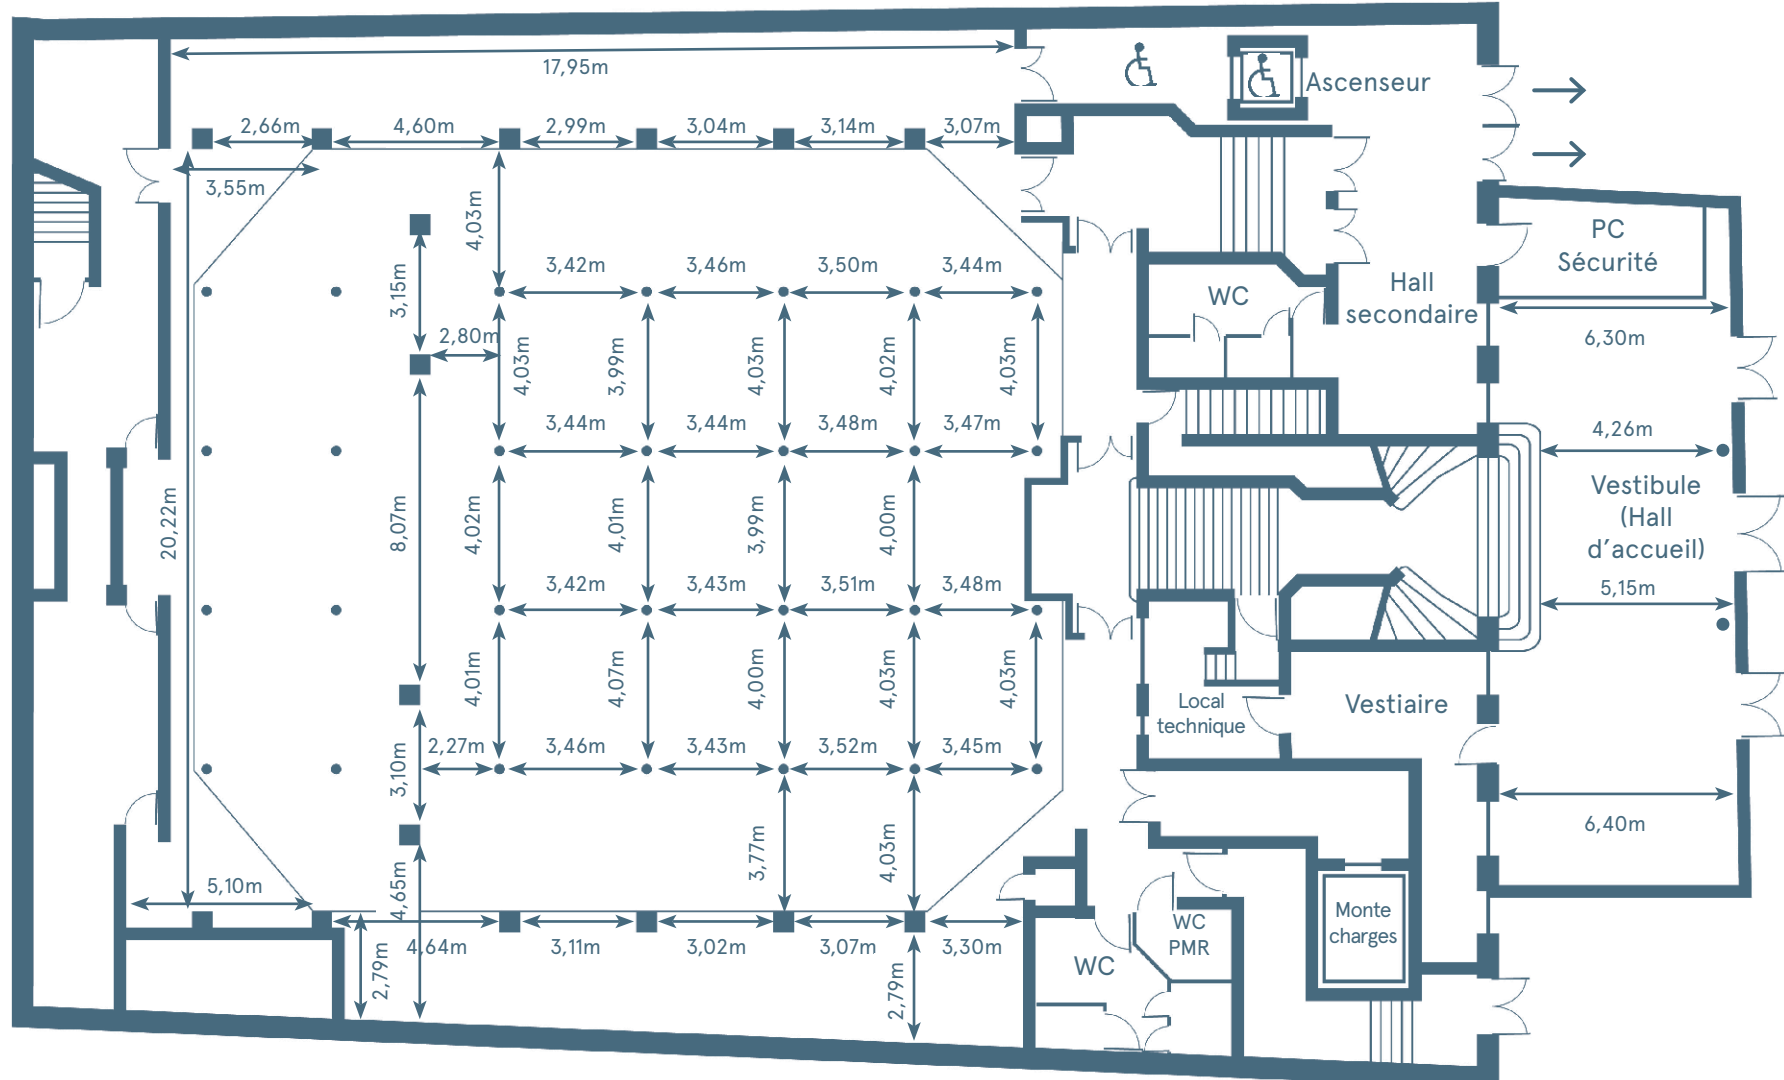 17,95m
Ascenseur
2,66m
4,60m
2,99m
3,04m
3,14m
3,07m
3,55m
4,03m
PC
Sécurité
3,15m
3,42m
3,46m
3,50m
3,44m
WC
Hall
secondaire
2,80m
4,03m
3,99m
4,03m
4,02m
4,03m
6,30m
3,44m
3,44m
3,48m
3,47m
4,26m
20,22m
8,07m
4,02m
4,01m
3,99m
4,00m
Vestibule
(Hall
d'accueil)
3,42m
3,43m
3,51m
3,48m
5,15m
4,01m
4,07m
4,00m
4,03m
4,03m
Local
technique
Vestiaire
3,10m
2,27m
3,46m
3,43m
3,52m
3,45m
6,40m
3,77m
4,03m
5,10m
4,65m
4,64m
3,11m
3,02m
3,07m
3,30m
WC
PMR
Monte
charges
2,79m
2,79m
WC